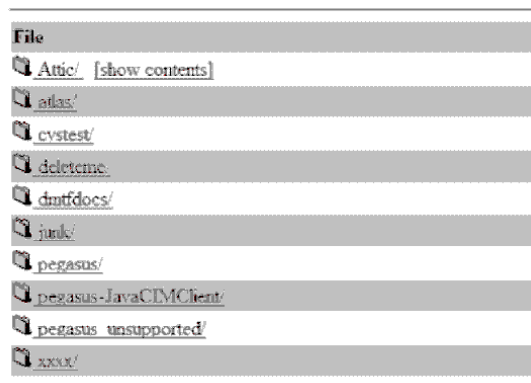 File
Attic/ [show contents]
atlas/
cvstest/
deleteme/
dmtfdocs/
junk/
pegasus/
pegasus-JavaCIMClient/
pegasus_unsupported/
xxxx/